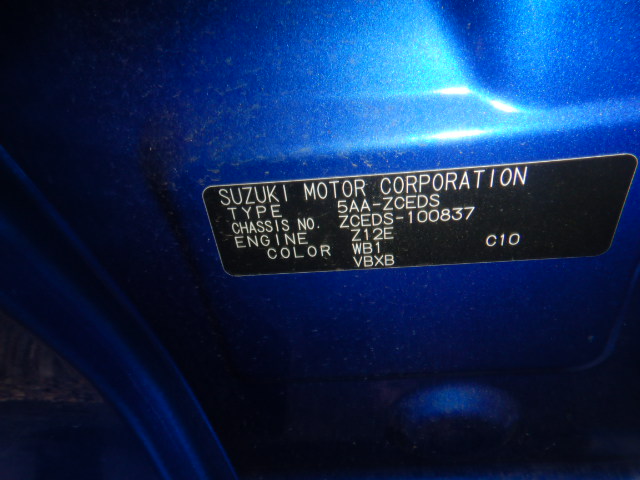 SUZUKI MOTOR CORPORATION
TYPE 5AA-ZCEDS
CHASSIS NO. ZCEDS-100837
ENGINE Z12E
COLOR WB1 C10
VBXB